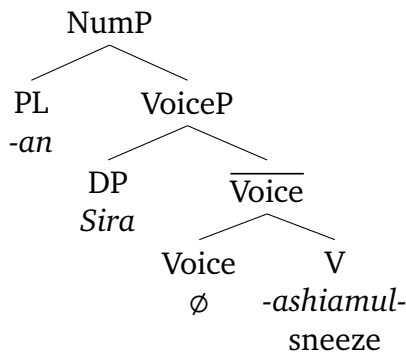 NumP
PL VoiceP
-an
DP Voice
Sira
Voice V
∅ -ashiamul-
sneeze